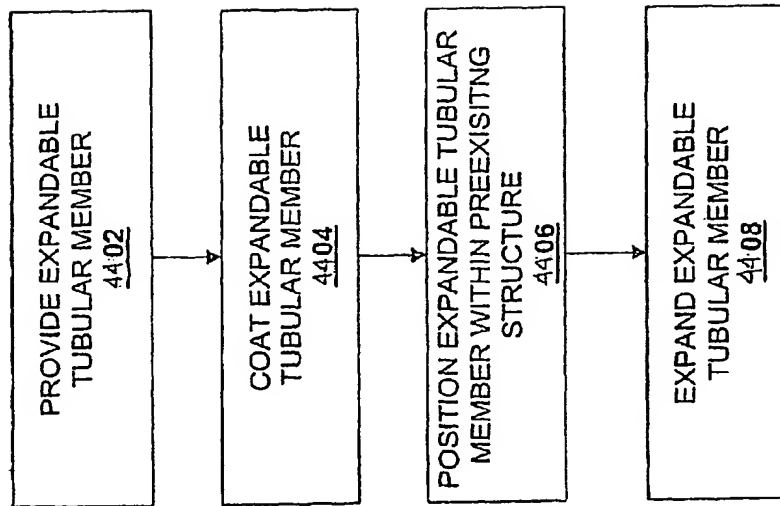 PROVIDE EXPANDABLE
TUBULAR MEMBER
4402
COAT EXPANDABLE
TUBULAR MEMBER
4404
POSITION EXPANDABLE TUBULAR
MEMBER WITHIN PREEXISITNG
STRUCTURE
4406
EXPAND EXPANDABLE
TUBULAR MEMBER
4408